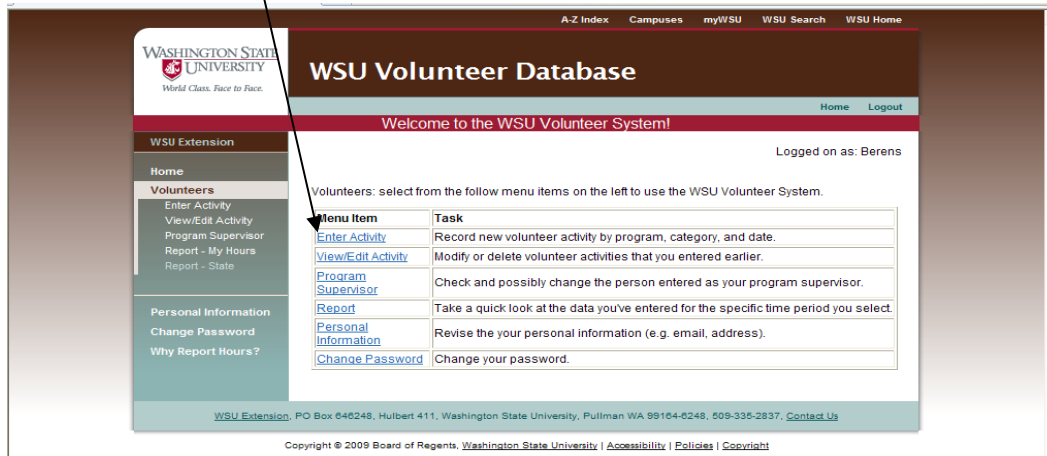 A-Z Index Campuses myWSU WSU Search WSU Home
WASHINGTON STATE
UNIVERSITY
World Class. Face to Face.
WSU Volunteer Database
Home Logout
Welcome to the WSU Volunteer System!
WSU Extension
Logged on as: Berens
Home
Volunteers
Enter Activity
View/Edit Activity
Program Supervisor
Report - My Hours
Report - State
Personal Information
Change Password
Why Report Hours?
Volunteers: select from the follow menu items on the left to use the WSU Volunteer System.
Menu Item Task
Enter Activity Record new volunteer activity by program, category, and date.
View/Edit Activity Modify or delete volunteer activities that you entered earlier.
Program
Supervisor Check and possibly change the person entered as your program supervisor.
Report Take a quick look at the data you've entered for the specific time period you select.
Personal
Information Revise the your personal information (e.g. email, address).
Change Password Change your password.
WSU Extension, PO Box 646248, Hulbert 411, Washington State University, Pullman WA 99164-6248, 509-335-2837, Contact Us
Copyright © 2009 Board of Regents, Washington State University | Accessibility | Policies | Copyright